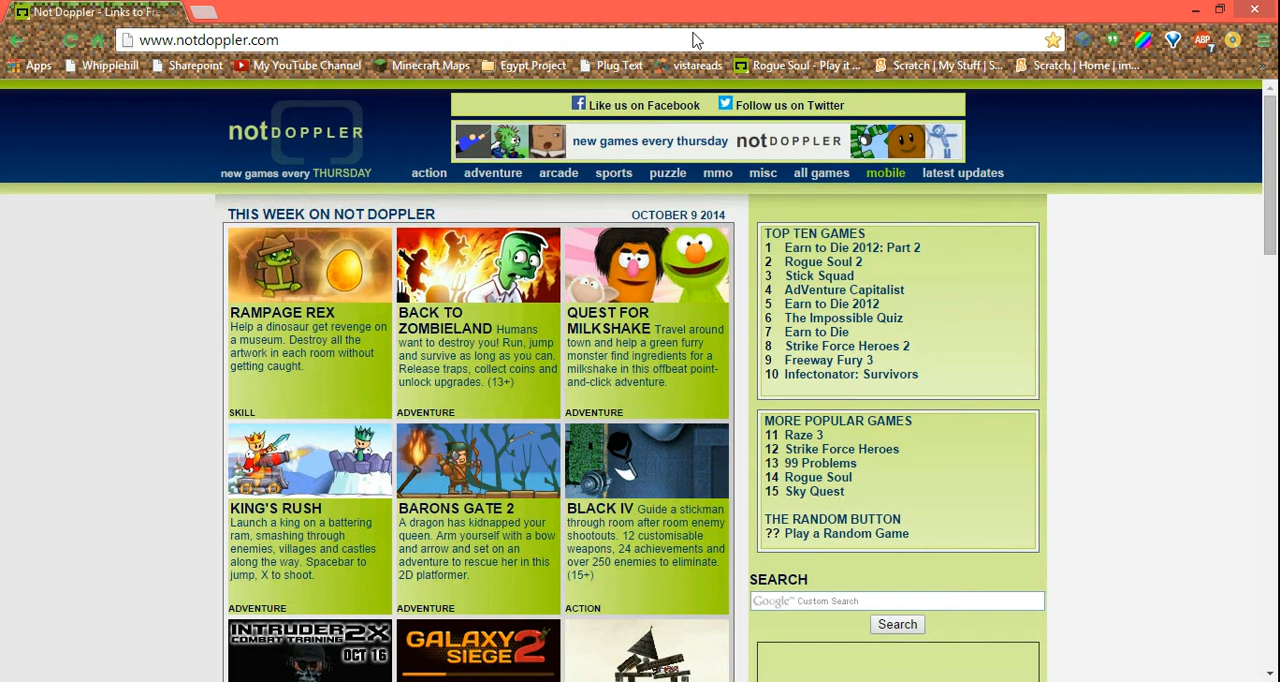 Not Doppler - Links to Fr
www.notdoppler.com
ABP
7
Apps Whipplehill Sharepoint My YouTube Channel Minecraft Maps Egypt Project Plug Text vistareads Rogue Soul - Play it ... Scratch | My Stuff | S... Scratch | Home | im...
Like us on Facebook Follow us on Twitter
notDOPPLER
new games every thursday notDOPPLER
new games every THURSDAY
action adventure arcade sports puzzle mmo misc all games mobile latest updates
THIS WEEK ON NOT DOPPLER OCTOBER 9 2014
RAMPAGE REX
Help a dinosaur get revenge on
a museum. Destroy all the
artwork in each room without
getting caught.
SKILL
BACK TO
ZOMBIELAND Humans
want to destroy you! Run, jump
and survive as long as you can.
Release traps, collect coins and
unlock upgrades. (13+)
ADVENTURE
QUEST FOR
MILKSHAKE Travel around
town and help a green furry
monster find ingredients for a
milkshake in this offbeat point-
and-click adventure.
ADVENTURE
KING'S RUSH
Launch a king on a battering
ram, smashing through
enemies, villages and castles
along the way. Spacebar to
jump, X to shoot.
ADVENTURE
BARONS GATE 2
A dragon has kidnapped your
queen. Arm yourself with a bow
and arrow and set on an
adventure to rescue her in this
2D platformer.
ADVENTURE
BLACK IV Guide a stickman
through room after room enemy
shootouts. 12 customisable
weapons, 24 achievements and
over 250 enemies to eliminate.
(15+)
ACTION
INTRUDER 2X
COMBAT TRAINING
OCT 16
GALAXY
SIEGE 2
TOP TEN GAMES
1 Earn to Die 2012: Part 2
2 Rogue Soul 2
3 Stick Squad
4 AdVenture Capitalist
5 Earn to Die 2012
6 The Impossible Quiz
7 Earn to Die
8 Strike Force Heroes 2
9 Freeway Fury 3
10 Infectonator: Survivors
MORE POPULAR GAMES
11 Raze 3
12 Strike Force Heroes
13 99 Problems
14 Rogue Soul
15 Sky Quest
THE RANDOM BUTTON
?? Play a Random Game
SEARCH
Google™ Custom Search
Search